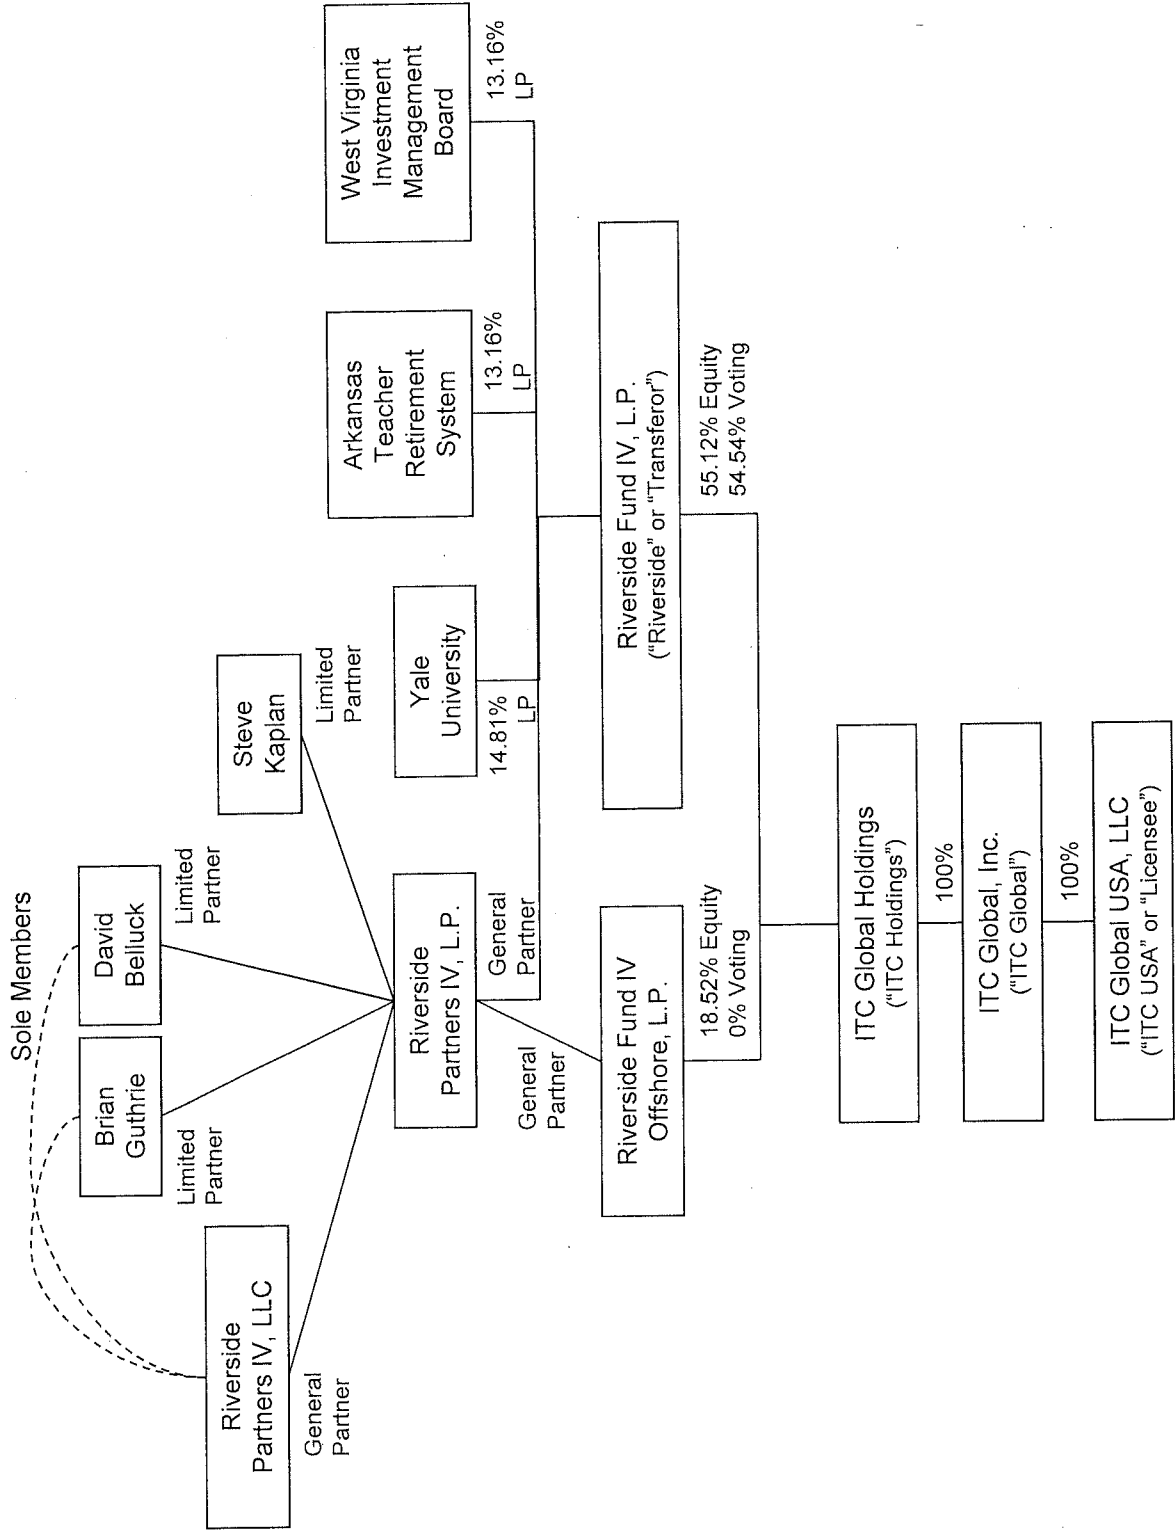 Sole Members
Brian
Guthrie
David
Belluck
Limited
Partner
Limited
Partner
Riverside
Partners IV, LLC
General
Partner
Steve
Kaplan
Limited
Partner
West Virginia
Investment
Management
Board
13.16%
LP
Arkansas
Teacher
Retirement
System
13.16%
LP
Yale
University
14.81%
LP
Riverside
Partners IV, L.P.
General
Partner
General
Partner
Riverside Fund IV
Offshore, L.P.
18.52% Equity
0% Voting
Riverside Fund IV, L.P.
("Riverside" or "Transferor")
55.12% Equity
54.54% Voting
ITC Global Holdings
("ITC Holdings")
100%
ITC Global, Inc.
("ITC Global")
100%
ITC Global USA, LLC
("ITC USA" or "Licensee")